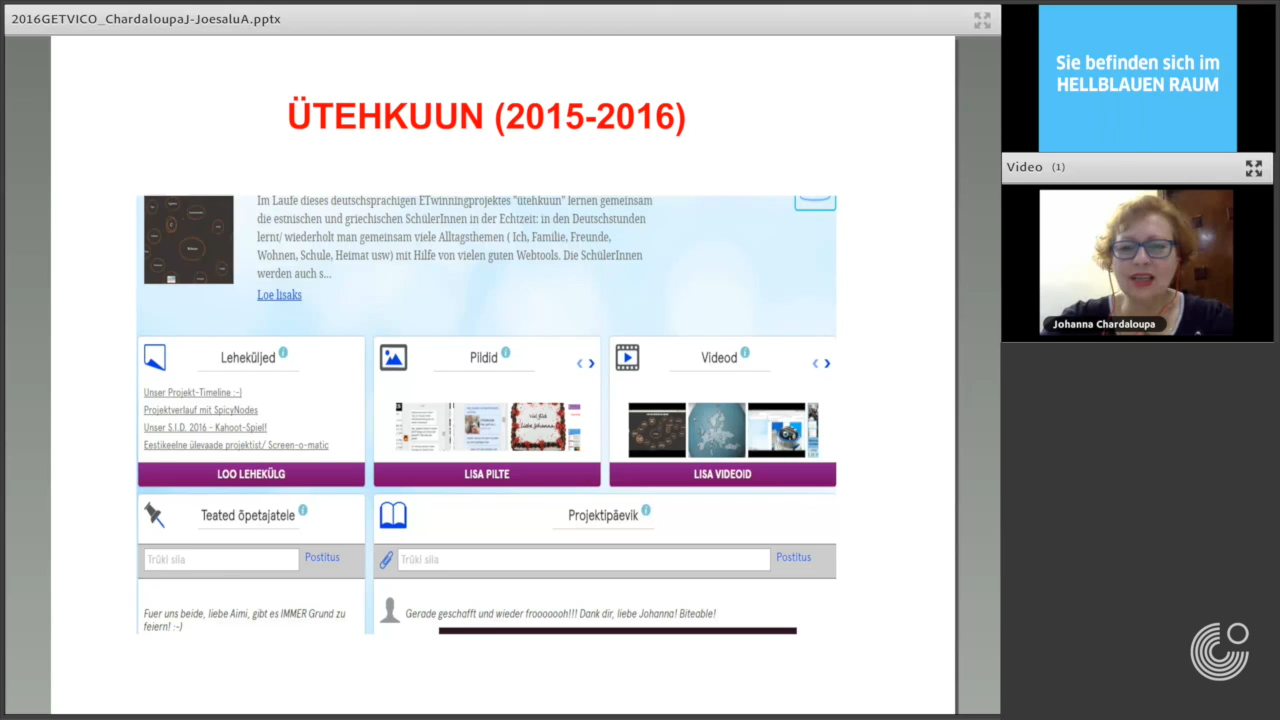 2016GETVICO_ChardaloupaJ-JoesaluA.pptx
ÜTEHKUUN (2015-2016)
Im Laufe dieses deutschsprachigen ETwinningprojektes "ütehkuun" lernen gemeinsam
die estnischen und griechischen SchülerInnen in der Echtzeit: in den Deutschstunden
lernt/ wiederholt man gemeinsam viele Alltagsthemen ( Ich, Familie, Freunde,
Wohnen, Schule, Heimat usw) mit Hilfe von vielen guten Webtools. Die SchülerInnen
werden auch s...
Loe lisaks
Leheküljed
Unser Projekt-Timeline :-)
Projektverlauf mit SpicyNodes
Unser S.I.D. 2016 - Kahoot-Spiel!
Eestikeelne ülevaade projektist/ Screen-o-matic
LOO LEHEKÜLG
Pildid
LISA PILTE
Videod
LISA VIDEOID
Teated õpetajatele
Trüki siia
Postitus
Fuer uns beide, liebe Aimi, gibt es IMMER Grund zu
feiern! :-)
Projektipäevik
Trüki siia
Postitus
Gerade geschafft und wieder frooooooh!!! Dank dir, liebe Johanna! Biteable!
Sie befinden sich im
HELLBLAUEN RAUM
Video (1)
Johanna Chardaloupa